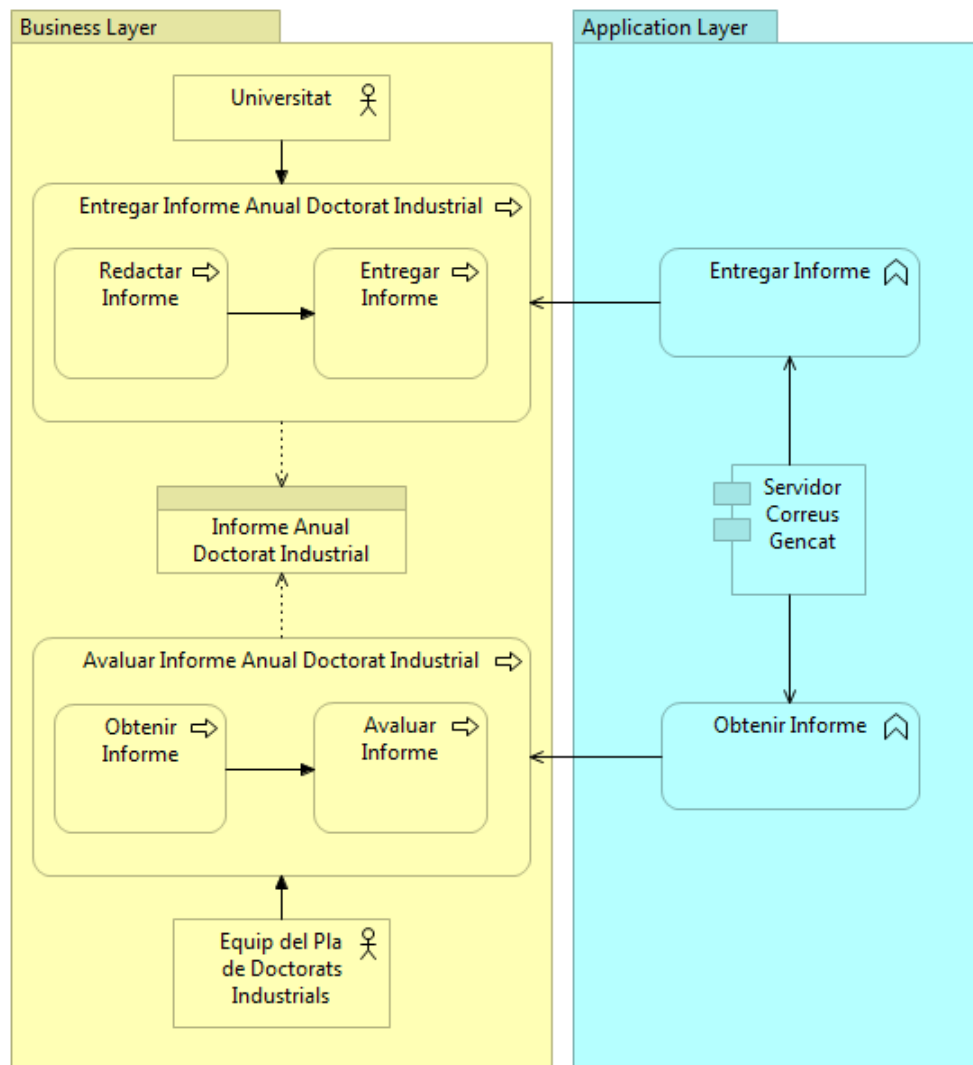 Business Layer
Universitat
Entregar Informe Anual Doctorat Industrial
Redactar
Informe
Entregar
Informe
Informe Anual
Doctorat Industrial
Avaluar Informe Anual Doctorat Industrial
Obtenir
Informe
Avaluar
Informe
Equip del Pla
de Doctorats
Industrials
Application Layer
Entregar Informe
Servidor
Correus
Gencat
Obtenir Informe